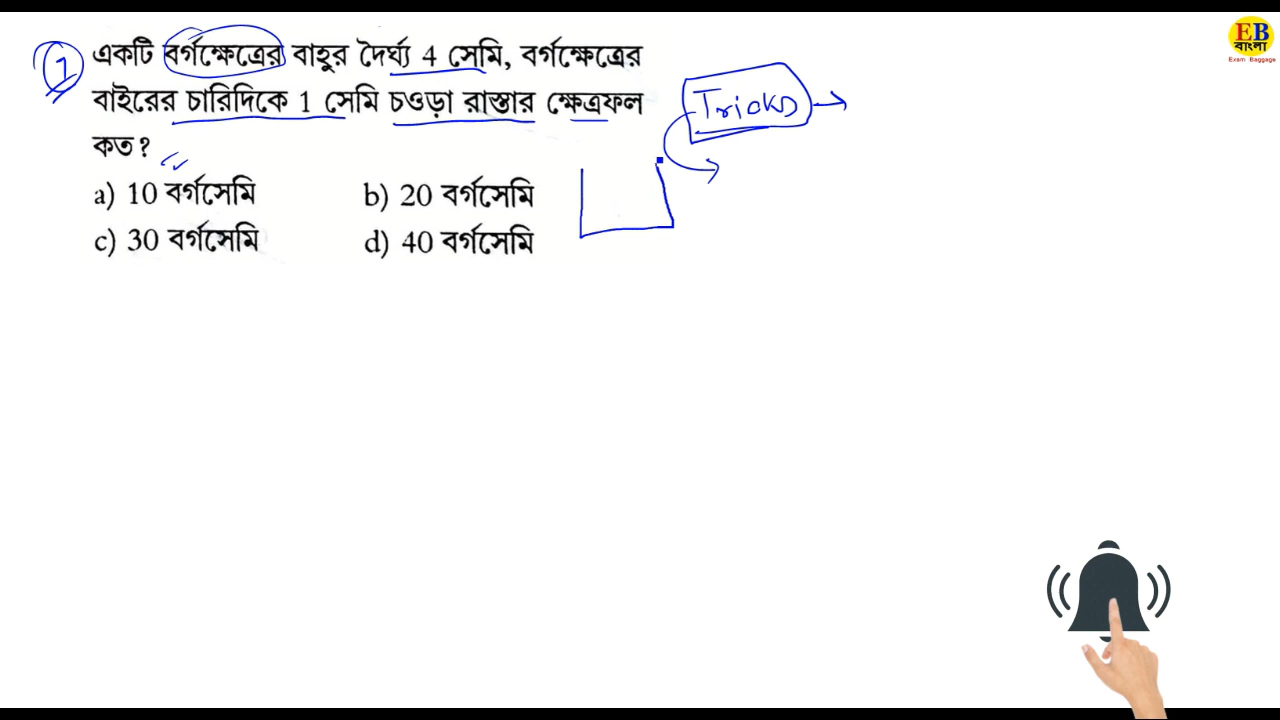 1 একটি বর্গক্ষেত্রের বাহুর দৈর্ঘ্য 4 সেমি, বর্গক্ষেত্রের
বাইরের চারিদিকে 1 সেমি চওড়া রাস্তার ক্ষেত্রফল
কত?
a) 10 বর্গসেমি b) 20 বর্গসেমি
c) 30 বর্গসেমি d) 40 বর্গসেমি
Tricks
EB
বাংলা
Exam Baggage